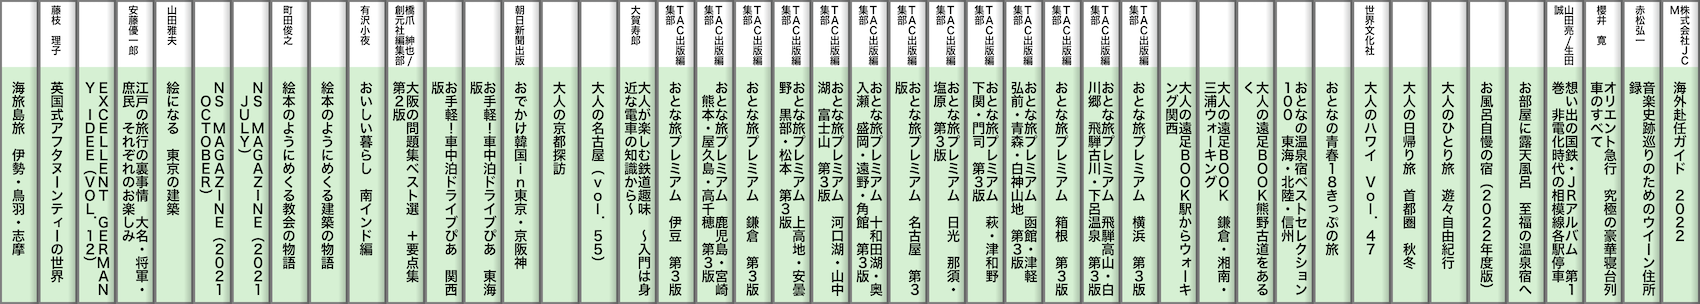 株式会社JC
M
海外赴任ガイド 2022
赤松弘一
音楽史跡巡りのためのウイーン住所
録
櫻井 寛
オリエント急行 究極の豪華寝台列
車のすべて
山田亮/生田
誠
想い出の国鉄・JRアルバム 第1
巻 非電化時代の相模線各駅停車
お部屋に露天風呂 至福の温泉宿へ
お風呂自慢の宿(2022年度版)
大人のひとり旅 遊々自由紀行
大人の日帰り旅 首都圏 秋冬
世界文化社
大人のハワイ Vol.47
おとなの青春18きっぷの旅
おとなの温泉宿ベストセレクション
100 東海・北陸・信州
大人の遠足BOOK熊野古道をある
く
大人の遠足BOOK 鎌倉・湘南・
三浦ウォーキング
大人の遠足BOOK駅からウォーキ
ング関西
TAC出版編
集部
おとな旅プレミアム 横浜 第3版
TAC出版編
集部
おとな旅プレミアム 飛騨高山・白
川郷 飛騨古川・下呂温泉 第3版
TAC出版編
集部
おとな旅プレミアム 箱根 第3版
TAC出版編
集部
おとな旅プレミアム 函館・津軽
弘前・青森・白神山地 第3版
TAC出版編
集部
おとな旅プレミアム 萩・津和野
下関・門司 第3版
TAC出版編
集部
おとな旅プレミアム 日光 那須・
塩原 第3版
TAC出版編
集部
おとな旅プレミアム 名古屋 第3
版
TAC出版編
集部
おとな旅プレミアム 十和田湖・奥
入瀬 盛岡・遠野・角館 第3版
TAC出版編
集部
おとな旅プレミアム 河口湖・山中
湖 富士山 第3版
TAC出版編
集部
おとな旅プレミアム 上高地・安曇
野 黒部・松本 第3版
TAC出版編
集部
おとな旅プレミアム 鎌倉 第3版
TAC出版編
集部
おとな旅プレミアム 鹿児島・宮崎
熊本・屋久島・高千穂 第3版
TAC出版編
集部
おとな旅プレミアム 伊豆 第3版
大賀寿郎
大人が楽しむ鉄道趣味 ～入門は身
近な電車の知識から～
大人の名古屋(vol.55)
大人の京都探訪
朝日新聞出版
おでかけ韓国in東京・京阪神
お手軽!車中泊ドライブぴあ 東海
版
お手軽!車中泊ドライブぴあ 関西
版
橋爪 紳也/
創元社編集部
大阪の問題集ベスト選 +要点集
第2版
有沢小夜
おいしい暮らし 南インド編
絵本のようにめくる建築の物語
町田俊之
絵本のようにめくる教会の物語
NS MAGAZINE(2021
JULY)
NS MAGAZINE(2021
OCTOBER)
山田雅夫
絵になる 東京の建築
安藤優一郎
江戸の旅行の裏事情 大名・将軍・
庶民 それぞれのお楽しみ
EXCELLENT GERMAN
Y IDEE(VOL.12)
藤枝 理子
英国式アフタヌーンティーの世界
海旅島旅 伊勢・鳥羽・志摩